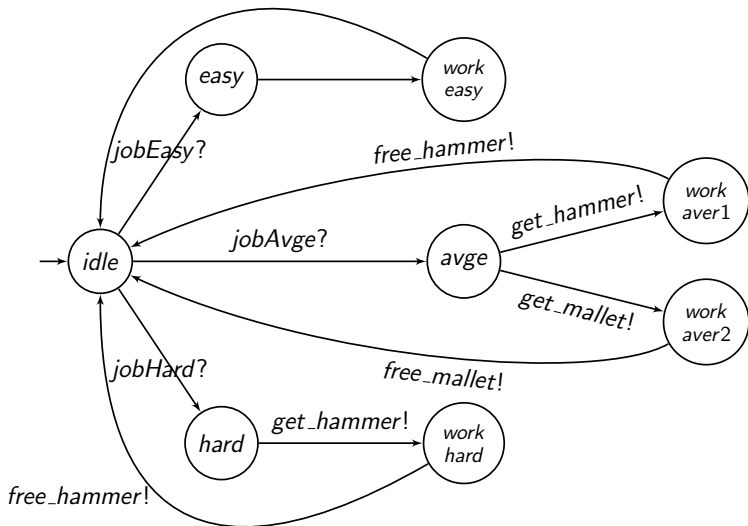 easy
work
easy
jobEasy?
free_hammer!
work
aver1
get_hammer!
jobAvge?
idle
avge
get_mallet!
work
aver2
jobHard?
free_mallet!
get_hammer!
hard
work
hard
free_hammer!